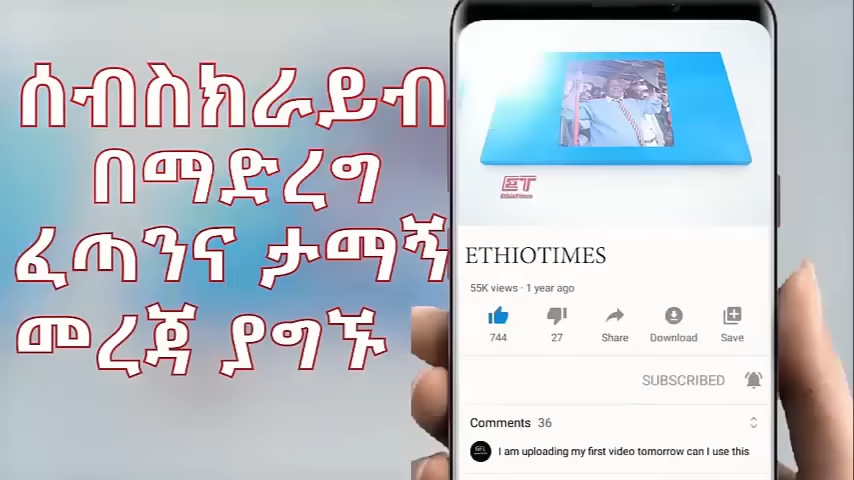 ሰብስክራይብ
በማድረግ
ፈጣንና ታማኝ
መረጃ ያግኙ
ET
EthioTimes
ETHIOTIMES
55K views · 1 year ago
744 27 Share Download Save
SUBSCRIBED
Comments 36
I am uploading my first video tomorrow can I use this